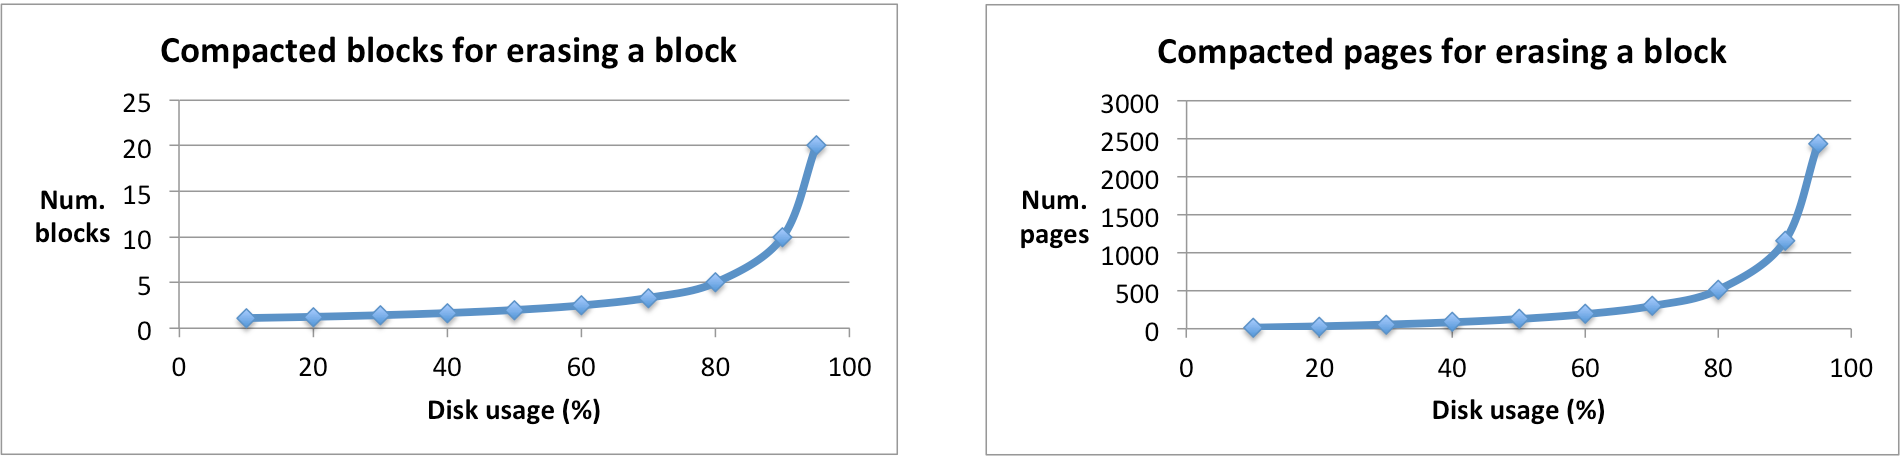 Compacted blocks for erasing a block
25
20
15
10
5
0
Num.
blocks
0 20 40 60 80 100
Disk usage (%)
Compacted pages for erasing a block
3000
2500
2000
1500
1000
500
0
Num.
pages
0 20 40 60 80 100
Disk usage (%)